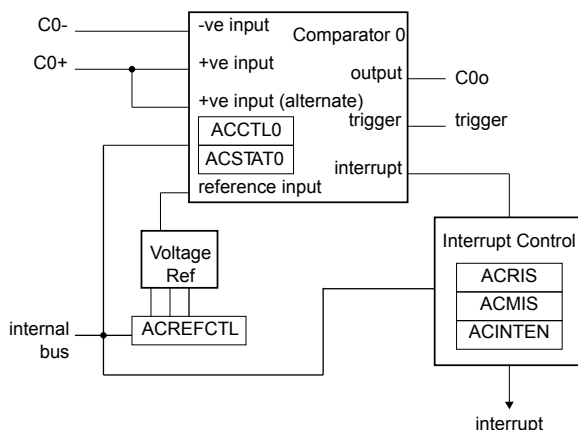 C0-
-ve input
Comparator 0
C0+
+ve input
output
C0o
+ve input (alternate)
trigger
trigger
ACCTL0
ACSTAT0
interrupt
reference input
Voltage
Ref
Interrupt Control
ACRIS
ACMIS
ACINTEN
internal
bus
ACREFCTL
interrupt